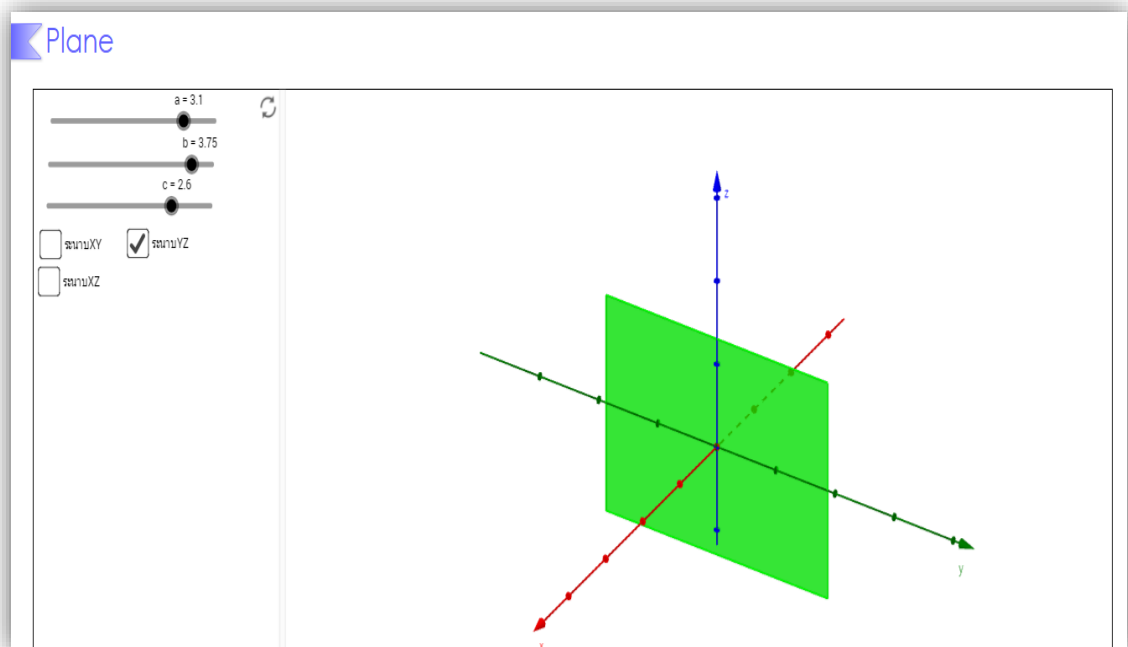 Plane
a = 3.1
b = 3.75
c = 2.6
ระนาบXY
ระนาบYZ
ระนาบXZ
z
y
x